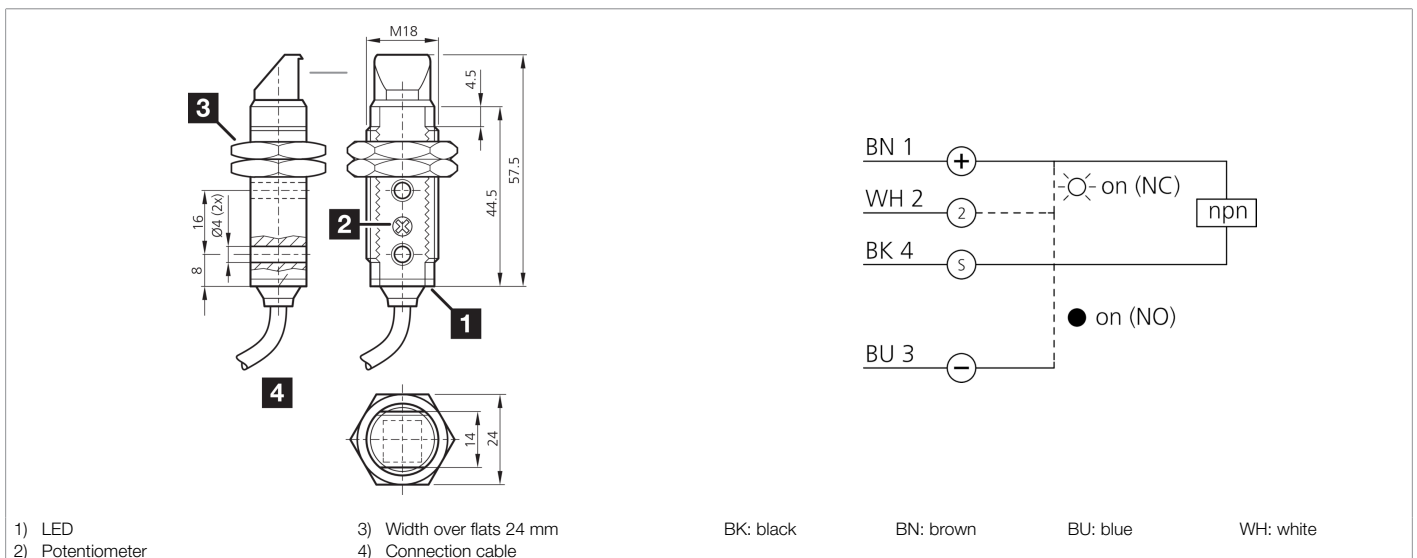 M18
4.5
3
57.5
44.5
16
Ø4 (2x)
2
8
1
4
14
24
BN 1
+
on (NC)
WH 2
2
npn
BK 4
S
on (NO)
BU 3
−
1) LED
2) Potentiometer
3) Width over flats 24 mm
4) Connection cable
BK: black
BN: brown
BU: blue
WH: white